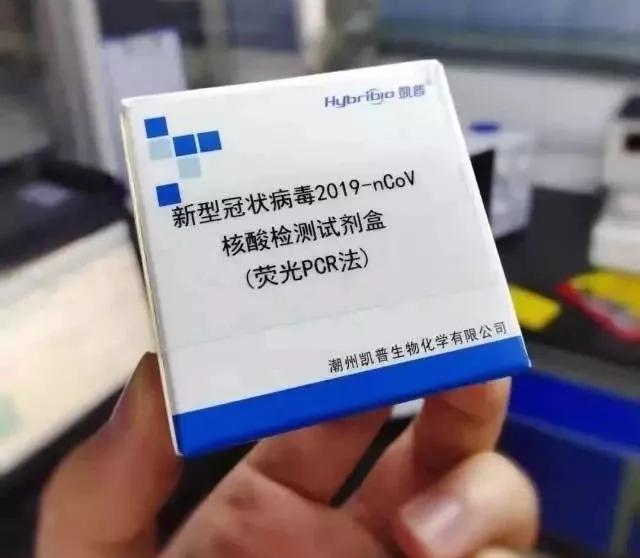 Hybribio 凯普
新型冠状病毒2019-nCoV
核酸检测试剂盒
(荧光PCR法)
潮州凯普生物化学有限公司